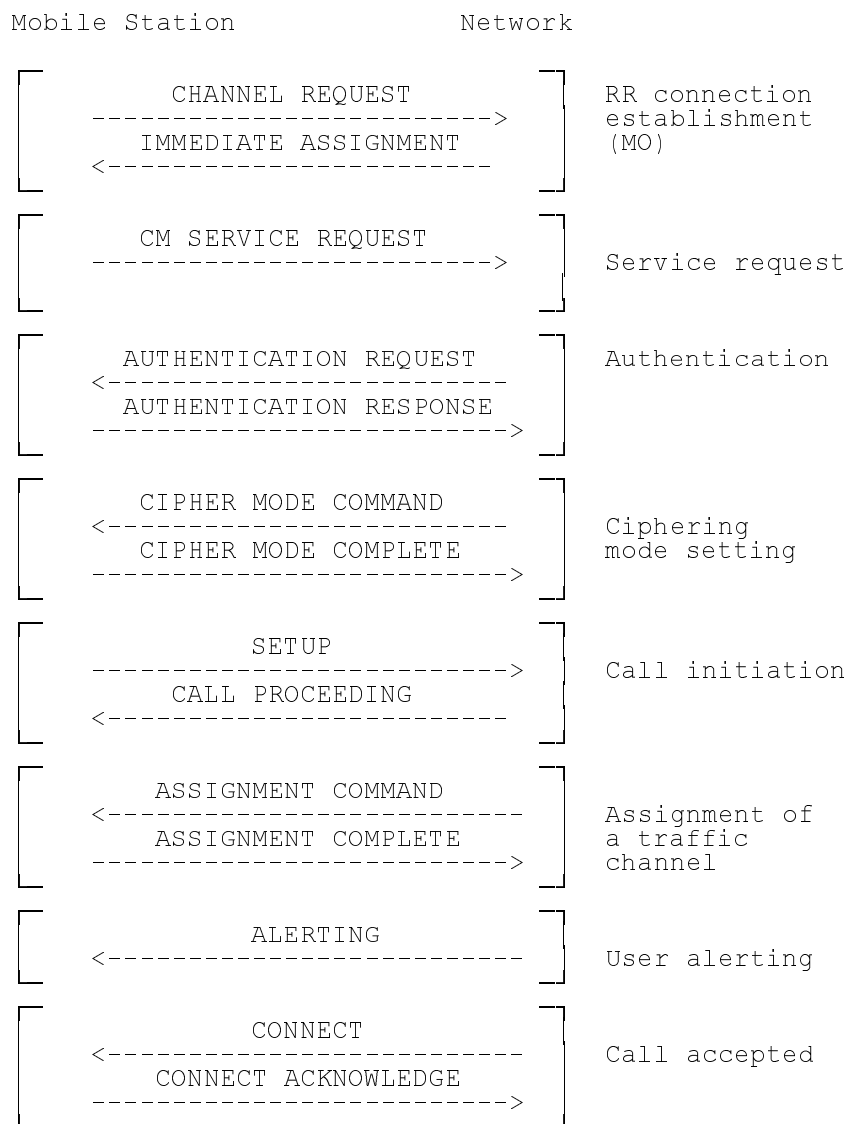 Mobile Station Network
CHANNEL REQUEST RR connection
-------------------------> establishment
IMMEDIATE ASSIGNMENT (MO)
<------------------------
CM SERVICE REQUEST
-------------------------> Service request
AUTHENTICATION REQUEST Authentication
<-------------------------
AUTHENTICATION RESPONSE
-------------------------->
CIPHER MODE COMMAND
<------------------------- Ciphering
CIPHER MODE COMPLETE mode setting
-------------------------->
SETUP
--------------------------> Call initiation
CALL PROCEEDING
<-------------------------
ASSIGNMENT COMMAND
<-------------------------- Assignment of
ASSIGNMENT COMPLETE a traffic
--------------------------> channel
ALERTING
<-------------------------- User alerting
CONNECT
<-------------------------- Call accepted
CONNECT ACKNOWLEDGE
-------------------------->